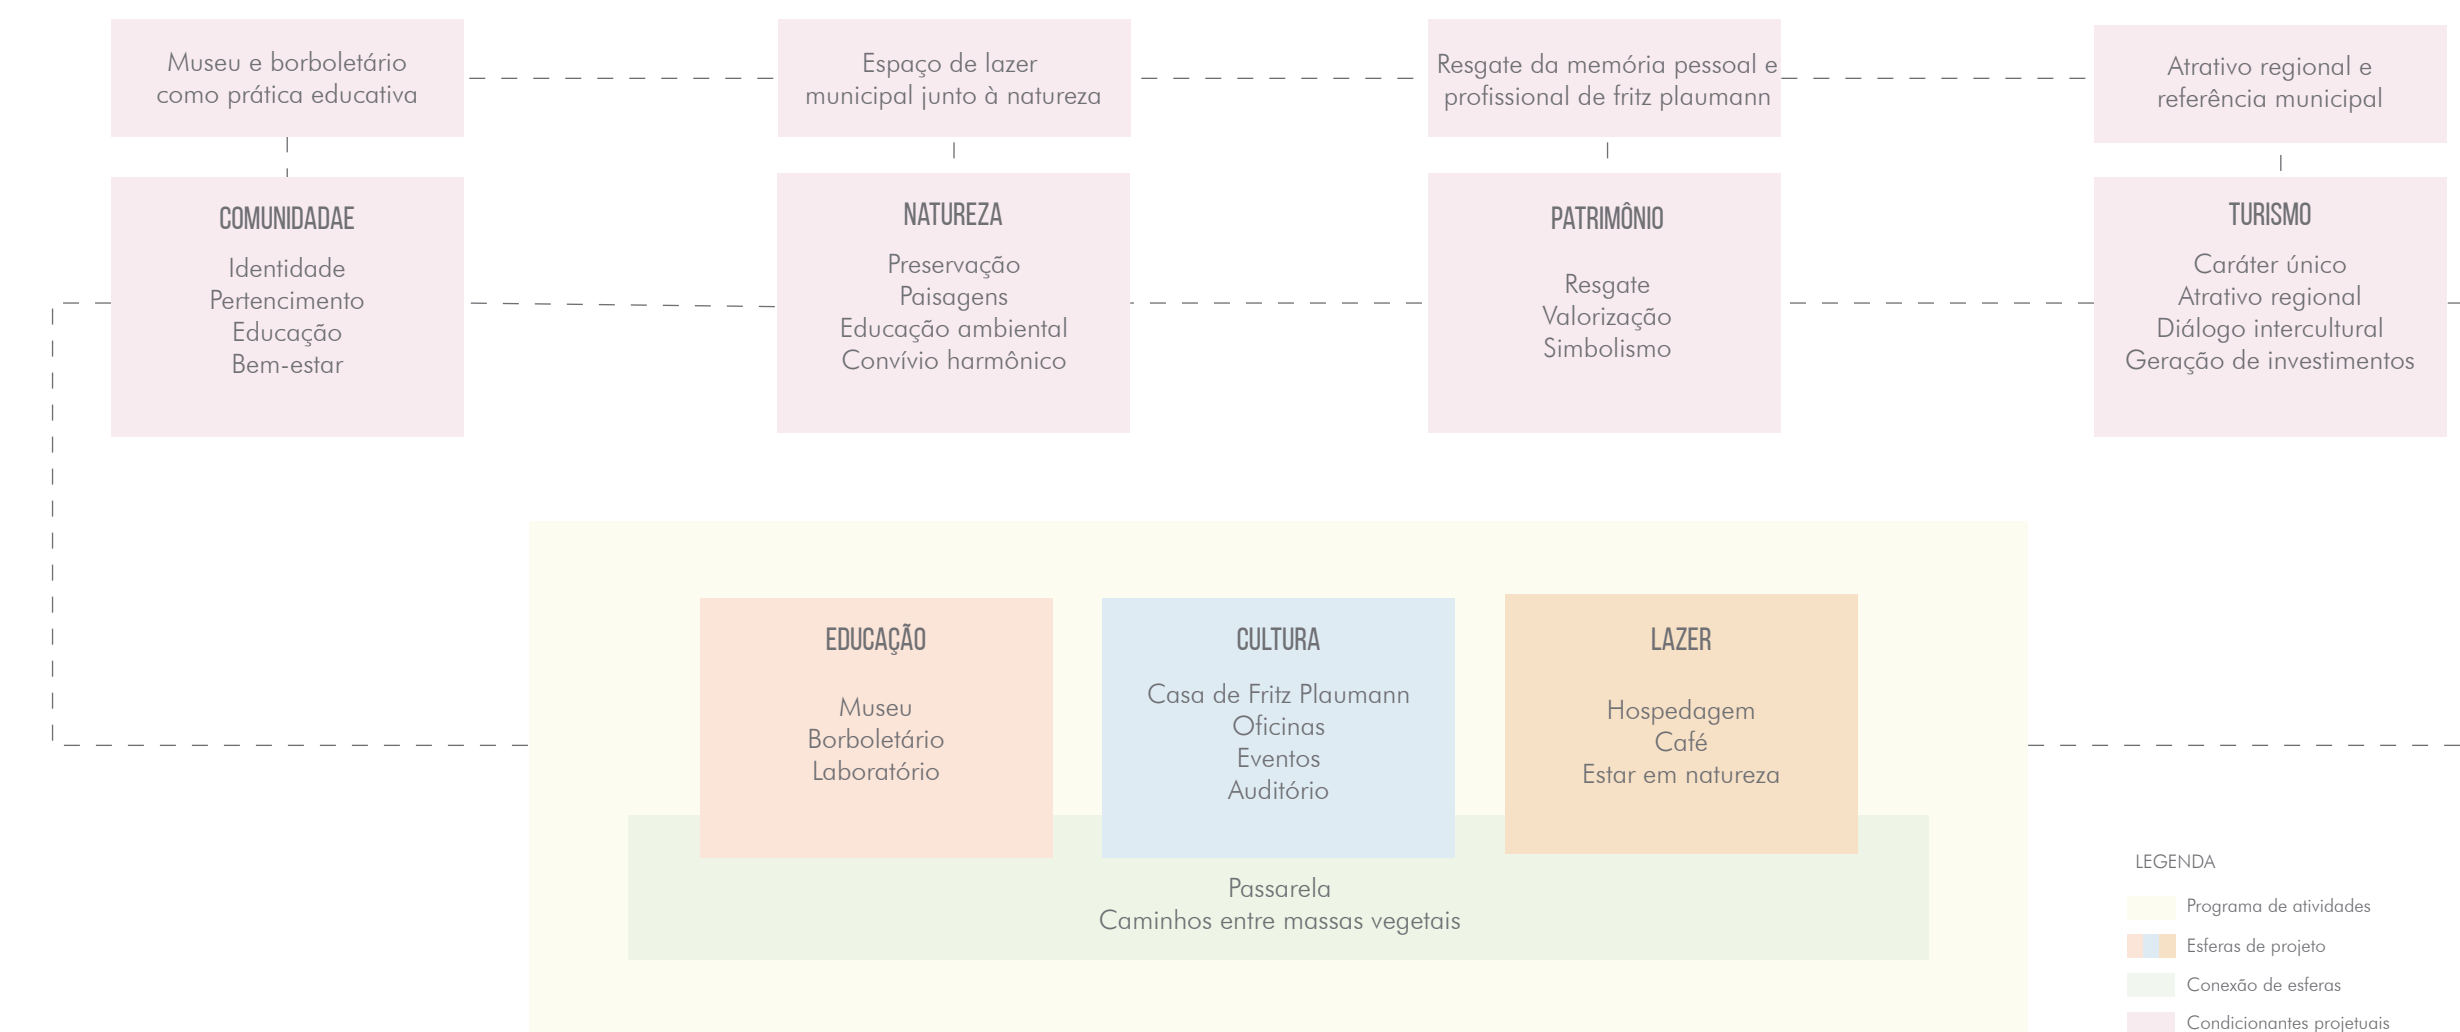 Museu e borboletário
como prática educativa
Espaço de lazer
municipal junto à natureza
Resgate da memória pessoal e
profissional de fritz plaumann
Atrativo regional e
referência municipal
COMUNIDADAE
Identidade
Pertencimento
Educação
Bem-estar
NATUREZA
Preservação
Paisagens
Educação ambiental
Convívio harmônico
PATRIMÔNIO
Resgate
Valorização
Simbolismo
TURISMO
Caráter único
Atrativo regional
Diálogo intercultural
Geração de investimentos
EDUCAÇÃO
Museu
Borboletário
Laboratório
CULTURA
Casa de Fritz Plaumann
Oficinas
Eventos
Auditório
LAZER
Hospedagem
Café
Estar em natureza
Passarela
Caminhos entre massas vegetais
LEGENDA
Programa de atividades
Esferas de projeto
Conexão de esferas
Condicionantes projetuais